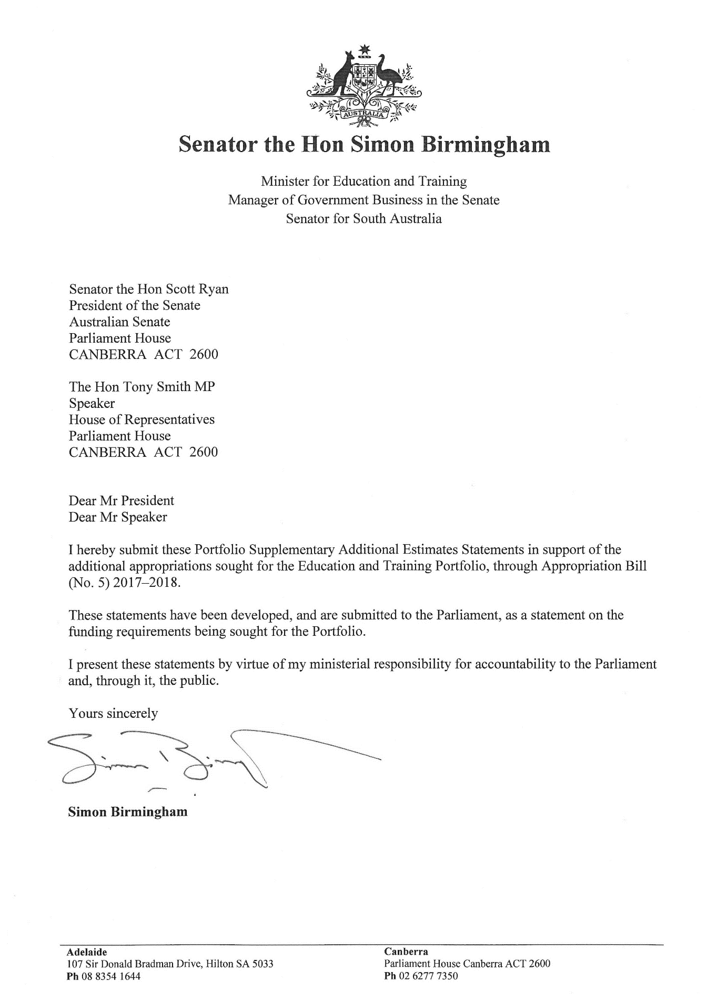 AUSTRALIA
Senator the Hon Simon Birmingham
Minister for Education and Training
Manager of Government Business in the Senate
Senator for South Australia
Senator the Hon Scott Ryan
President of the Senate
Australian Senate
Parliament House
CANBERRA ACT 2600
The Hon Tony Smith MP
Speaker
House of Representatives
Parliament House
CANBERRA ACT 2600
Dear Mr President
Dear Mr Speaker
I hereby submit these Portfolio Supplementary Additional Estimates Statements in support of the
additional appropriations sought for the Education and Training Portfolio, through Appropriation Bill
(No. 5) 2017–2018.
These statements have been developed, and are submitted to the Parliament, as a statement on the
funding requirements being sought for the Portfolio.
I present these statements by virtue of my ministerial responsibility for accountability to the Parliament
and, through it, the public.
Yours sincerely
Simon Birmingham
Adelaide
107 Sir Donald Bradman Drive, Hilton SA 5033
Ph 08 8354 1644
Canberra
Parliament House Canberra ACT 2600
Ph 02 6277 7350